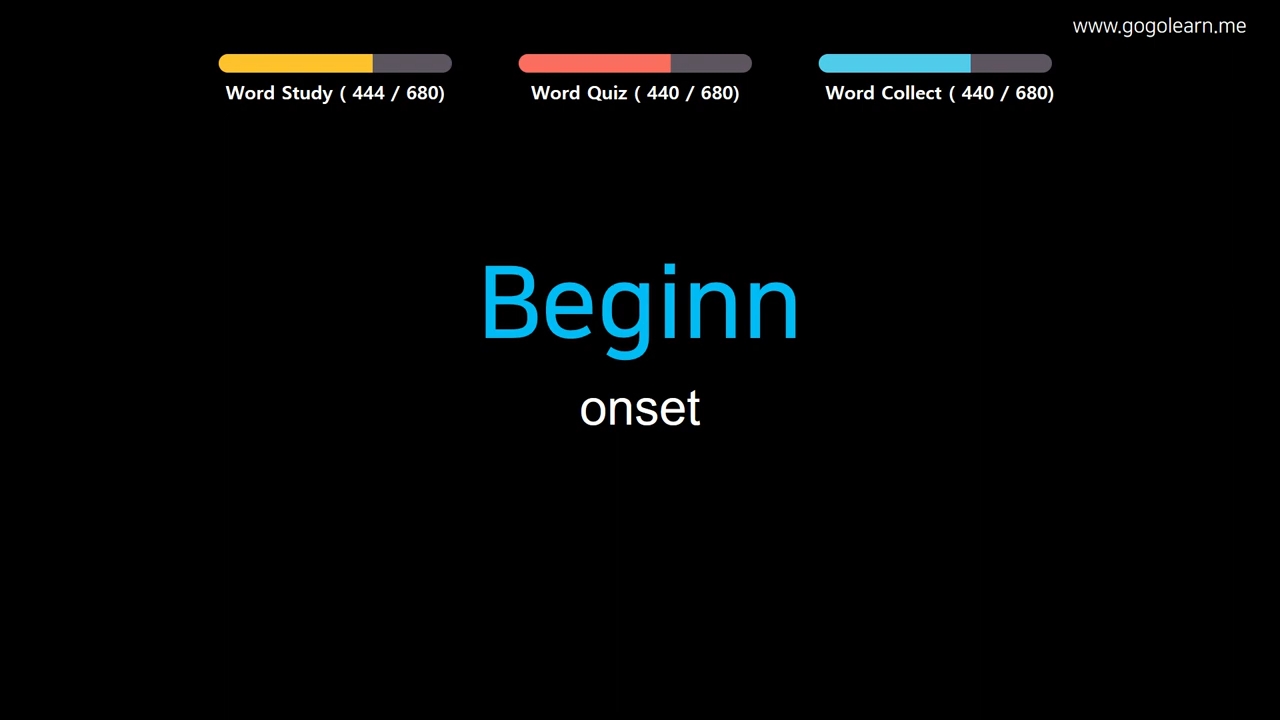 www.gogolearn.me
Word Study ( 444 / 680)
Word Quiz ( 440 / 680)
Word Collect ( 440 / 680)
Beginn
onset